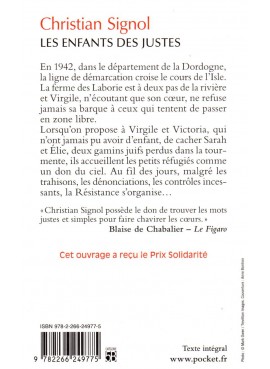 Christian Signol
LES ENFANTS DES JUSTES
En 1942, dans le département de la Dordogne,
la ligne de démarcation croise le cours de l'Isle.
La ferme des Laborie est à deux pas de la rivière
et Virgile, n'écoutant que son cœur, ne refuse
jamais sa barque à ceux qui tentent de passer
en zone libre.
Lorsqu'on propose à Virgile et Victoria, qui
n'ont jamais pu avoir d'enfant, de cacher Sarah
et Élie, deux gamins juifs perdus dans la tour-
mente, ils accueillent les petits réfugiés comme
un don du ciel. Au fil des jours, malgré les
trahisons, les dénonciations, les contrôles inces-
sants, la Résistance s'organise…
« Christian Signol possède le don de trouver les mots
justes et simples pour faire chavirer les cœurs. »
Blaise de Chabalier – Le Figaro
Cet ouvrage a reçu le Prix Solidarité
ISBN 978-2-266-24977-5
9 782266 249775
Texte intégral
www.pocket.fr